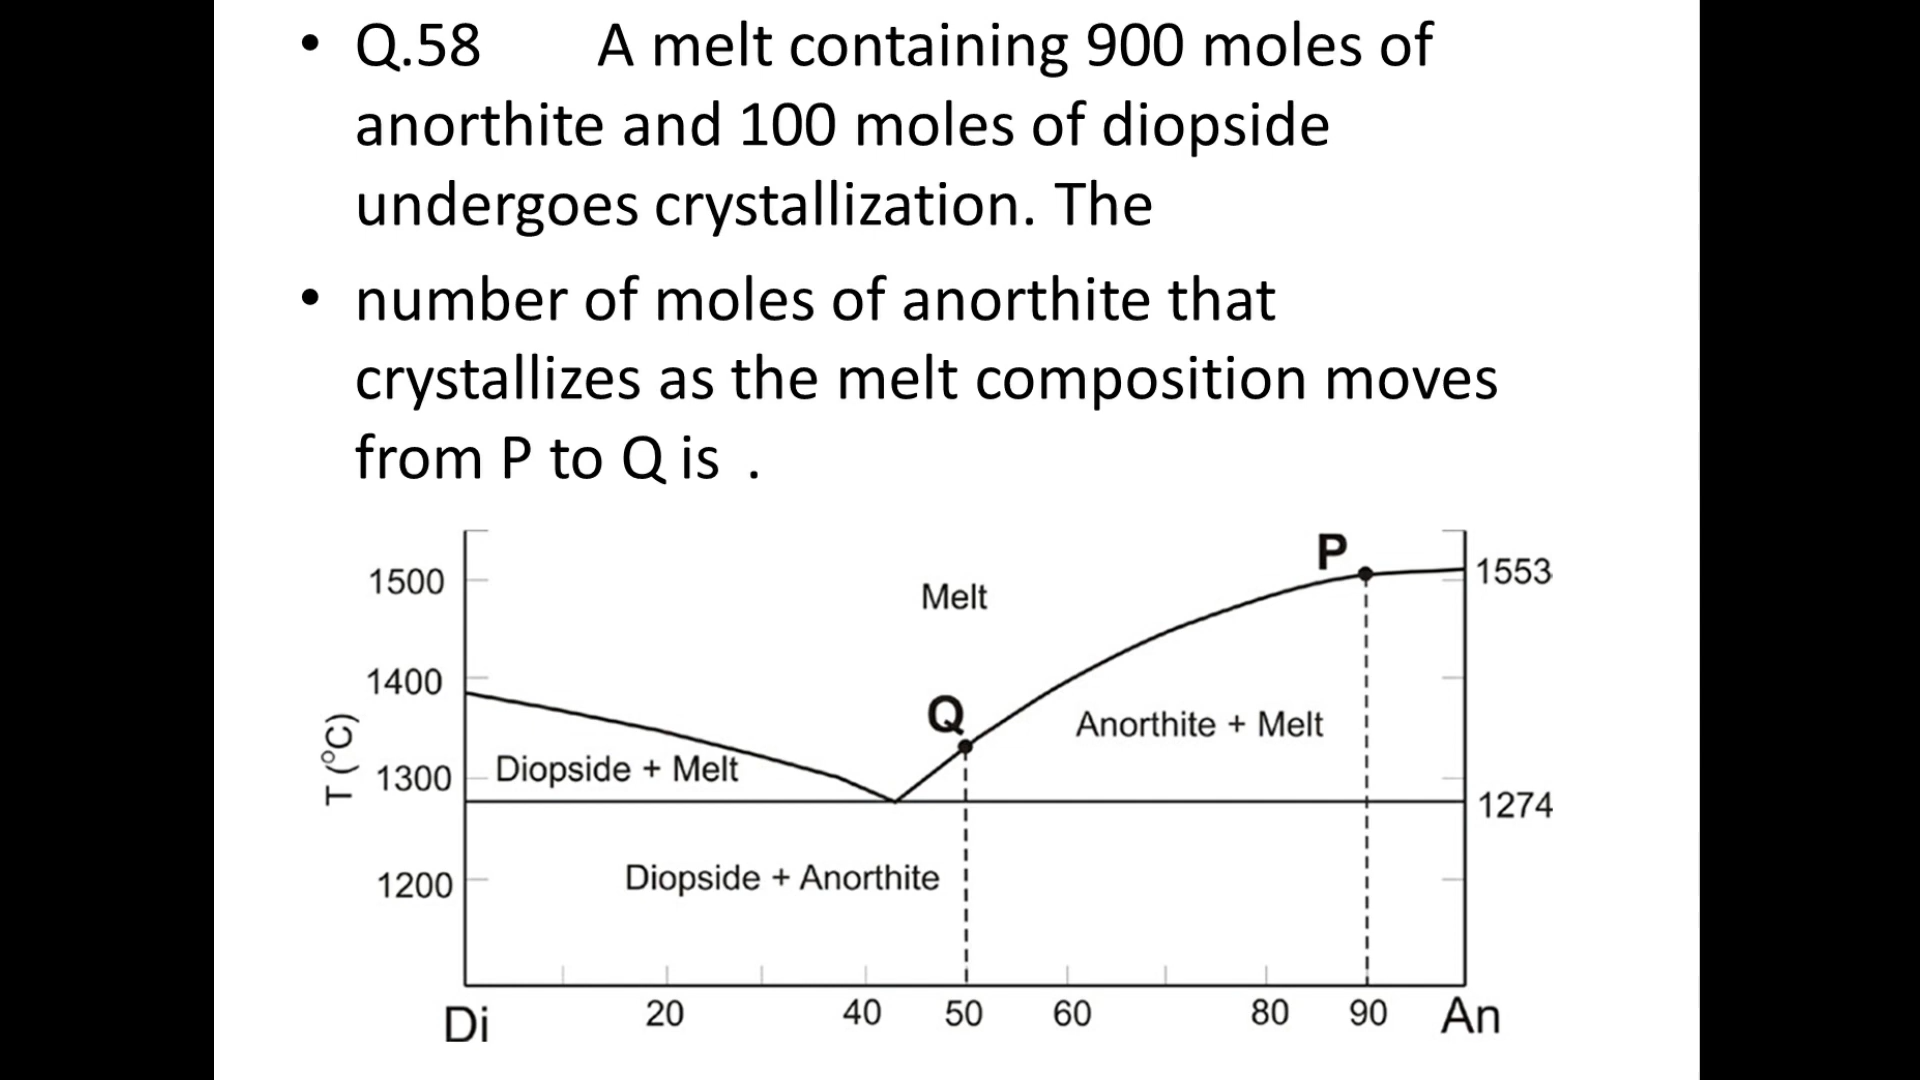 • Q.58 A melt containing 900 moles of
anorthite and 100 moles of diopside
undergoes crystallization. The
• number of moles of anorthite that
crystallizes as the melt composition moves
from P to Q is .
P
1500
Melt
1553
1400
Q
Anorthite + Melt
T (°C)
1300
Diopside + Melt
1274
1200
Diopside + Anorthite
Di 20 40 50 60 80 90 An